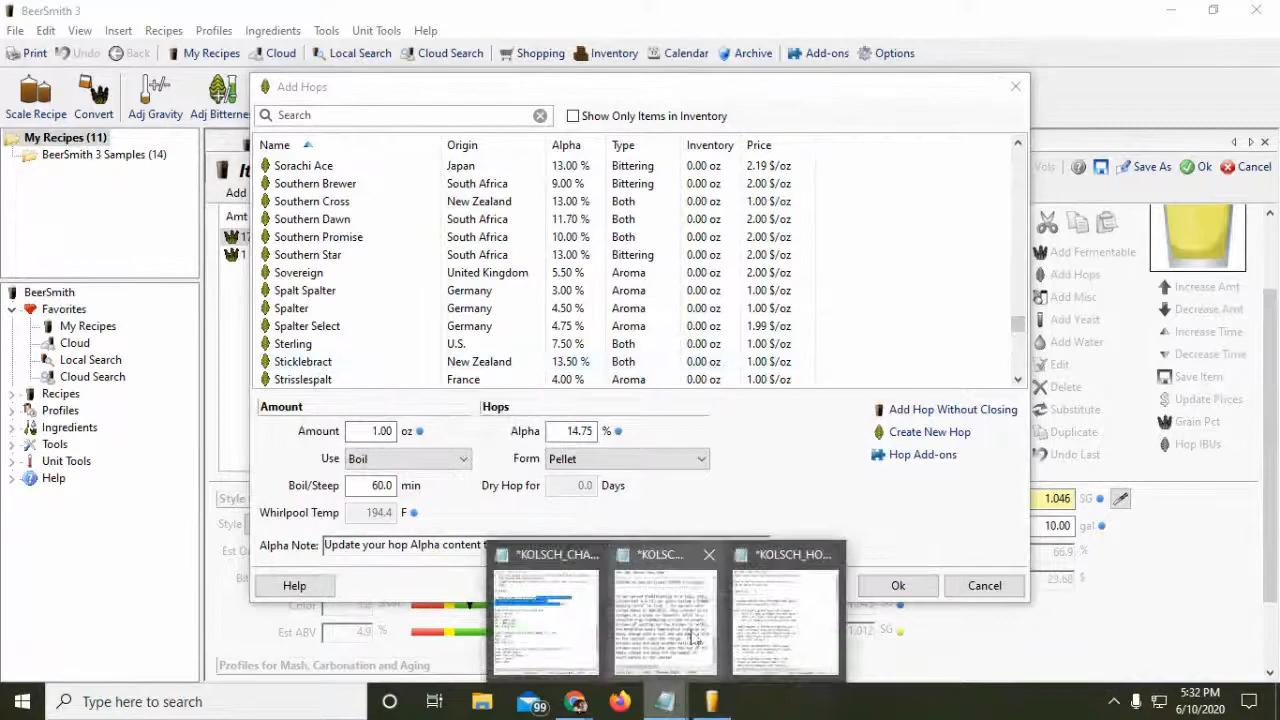 BeerSmith 3
File Edit View Insert Recipes Profiles Ingredients Tools Unit Tools Help
Print Undo Back My Recipes Cloud Local Search Cloud Search Shopping Inventory Calendar Archive Add-ons Options
Scale Recipe Convert Adj Gravity Adj Bitterne
My Recipes (11)
BeerSmith 3 Samples (14)
BeerSmith
Favorites
My Recipes
Cloud
Local Search
Cloud Search
Recipes
Profiles
Ingredients
Tools
Unit Tools
Help
Add
Amt
Add Hops
Search
Show Only Items in Inventory
Name Origin Alpha Type Inventory Price
Sorachi Ace Japan 13.00 % Bittering 0.00 oz 2.19 $/oz
Southern Brewer South Africa 9.00 % Bittering 0.00 oz 2.00 $/oz
Southern Cross New Zealand 13.00 % Both 0.00 oz 1.00 $/oz
Southern Dawn South Africa 11.70 % Both 0.00 oz 2.00 $/oz
Southern Promise South Africa 10.00 % Both 0.00 oz 2.00 $/oz
Southern Star South Africa 13.00 % Bittering 0.00 oz 2.00 $/oz
Sovereign United Kingdom 5.50 % Aroma 0.00 oz 2.00 $/oz
Spalt Spalter Germany 3.00 % Aroma 0.00 oz 1.00 $/oz
Spalter Germany 4.50 % Aroma 0.00 oz 1.00 $/oz
Spalter Select Germany 4.75 % Aroma 0.00 oz 1.99 $/oz
Sterling U.S. 7.50 % Both 0.00 oz 1.00 $/oz
Sticklebract New Zealand 13.50 % Both 0.00 oz 1.00 $/oz
Strisslespalt France 4.00 % Aroma 0.00 oz 1.00 $/oz
Amount Hops
Amount 1.00 oz Alpha 14.75 %
Use Boil Form Pellet
Boil/Steep 60.0 min Dry Hop for 0.0 Days
Whirlpool Temp 194.4 F
Alpha Note: Update your hop Alpha content t
Add Hop Without Closing
Create New Hop
Hop Add-ons
Help Ok Cancel
Vols Save As Ok Cancel
Add Fermentable
Add Hops
Add Misc
Add Yeast
Add Water
Edit
Delete
Substitute
Duplicate
Undo Last
Increase Amt
Decrease Amt
Increase Time
Decrease Time
Save Item
Update Prices
Grain Pct
Hop IBUs
Style
Style
Est ABV
1.046 SG
10.00 gal
66.9
SG
Profiles for Mash, Car
aging
*KOLSCH_CHA... *KOLSC... *KOLSCH_HO...
Type here to search
99
5:32 PM
6/10/2020